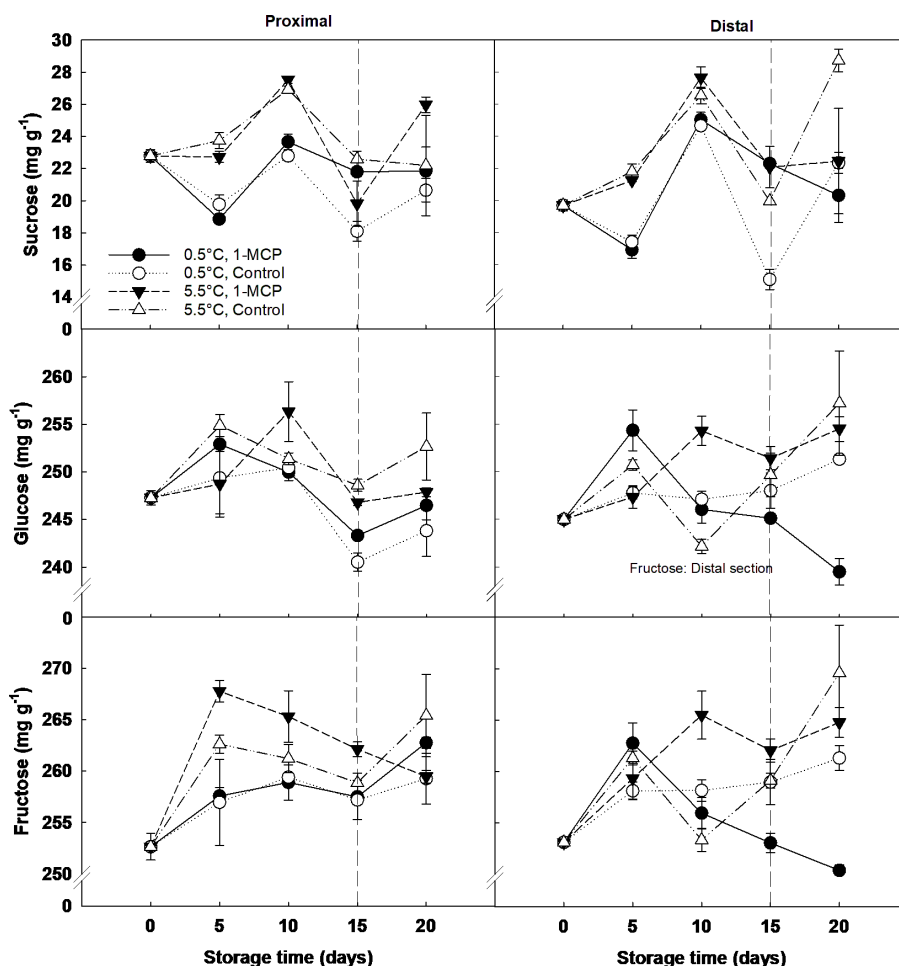 Proximal
Distal
Sucrose (mg g⁻¹)
30
28
26
24
22
20
18
16
14
0
0.5°C, 1-MCP
0.5°C, Control
5.5°C, 1-MCP
5.5°C, Control
Glucose (mg g⁻¹)
260
255
250
245
240
0
Fructose: Distal section
Fructose (mg g⁻¹)
270
265
260
255
250
0
0 5 10 15 20
0 5 10 15 20
Storage time (days)
Storage time (days)